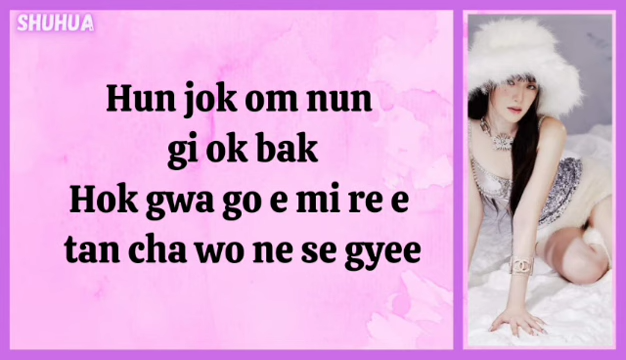 SHUHUA
Hun jok om nun
gi ok bak
Hok gwa go e mi re e
tan cha wo ne se gyee